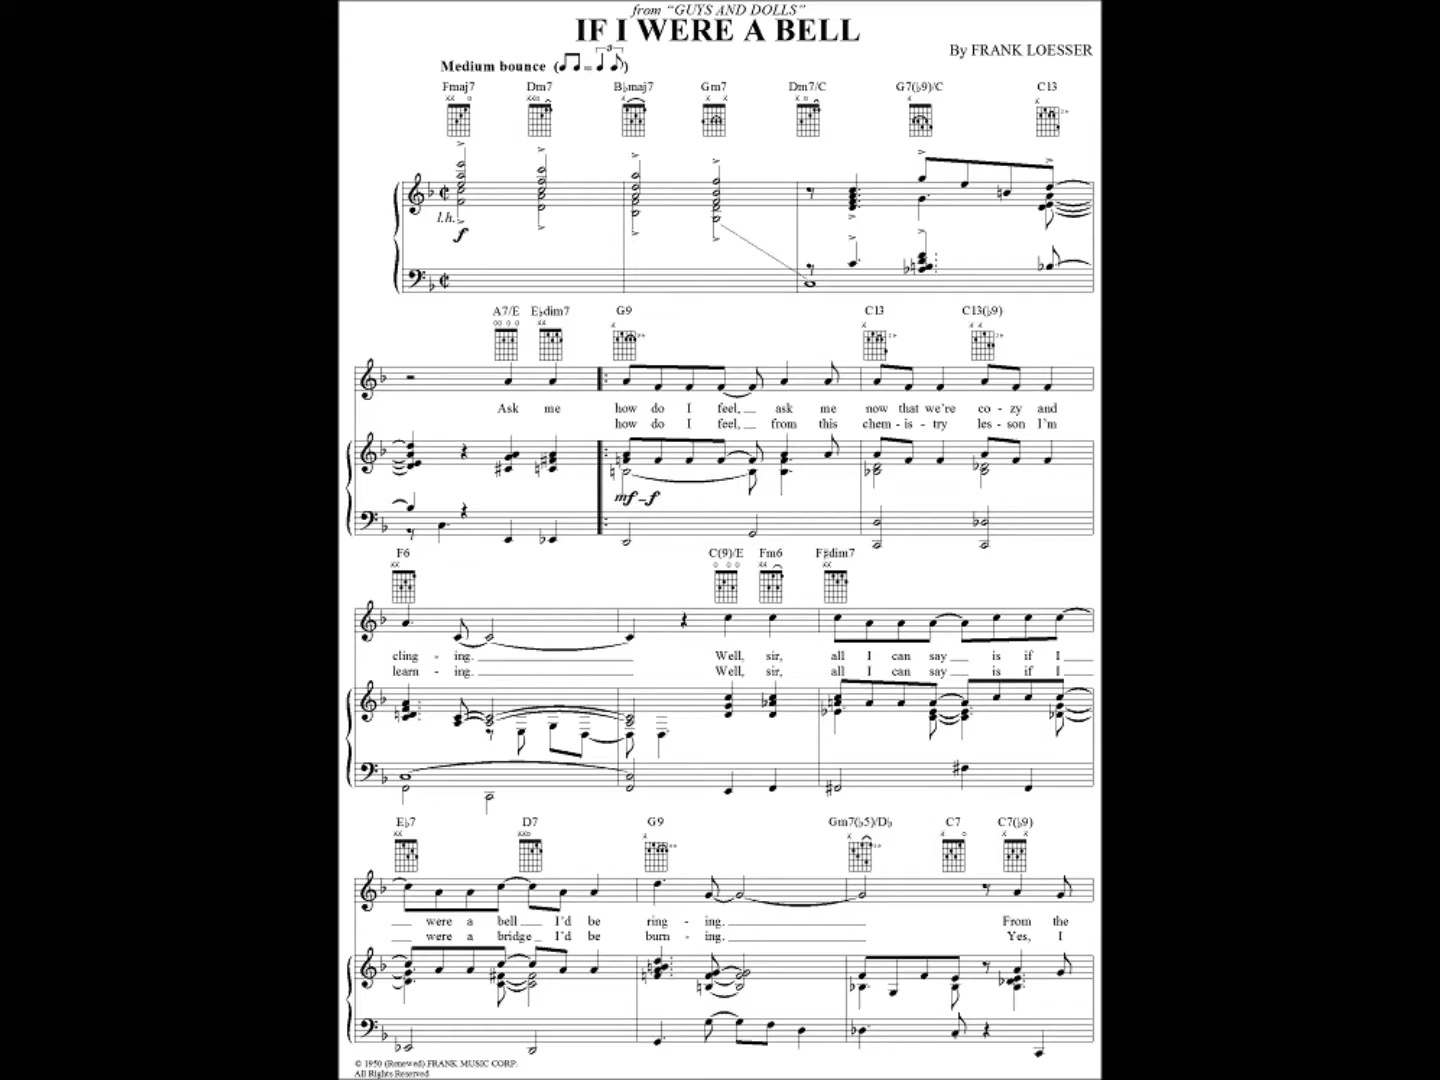 from "GUYS AND DOLLS"
IF I WERE A BELL
By FRANK LOESSER
Medium bounce ( = 3 )
Fmaj7 Dm7 B♭maj7 Gm7 Dm7/C G7(♭9)/C C13
l.h.
f
A7/E E♭dim7 G9 C13 C13(♭9)
Ask me how do I feel, ask me now that we're co - zy and
how do I feel, from this chem - is - try les - son I'm
mf – f
F6 C(9)/E Fm6 F♯dim7
cling - ing. Well, sir, all I can say is if I
learn - ing. Well, sir, all I can say is if I
E♭7 D7 G9 Gm7(♭5)/D♭ C7 C7(♭9)
were a bell I'd be ring - ing. From the
were a bridge I'd be burn - ing. Yes, I
© 1950 (Renewed) FRANK MUSIC CORP.
All Rights Reserved